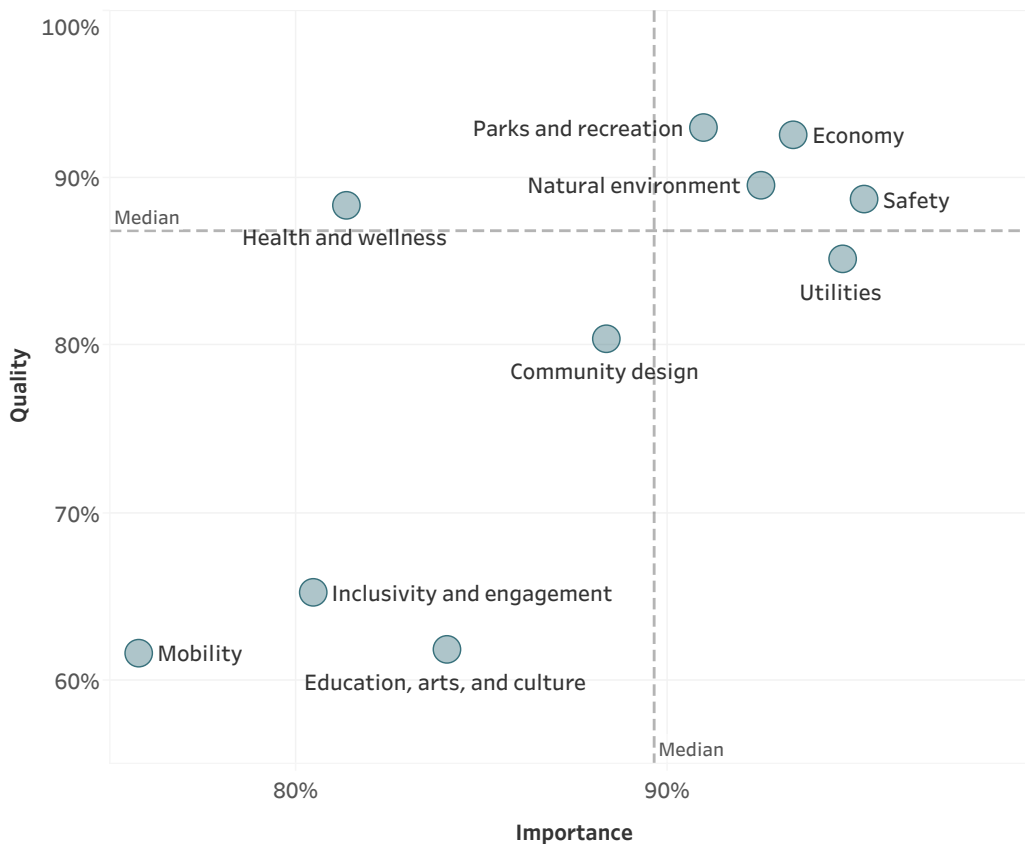 100%
Parks and recreation
Economy
90%
Natural environment
Safety
Median
Health and wellness
Utilities
80%
Community design
Quality
70%
Inclusivity and engagement
Mobility
60%
Education, arts, and culture
Median
80%
90%
Importance